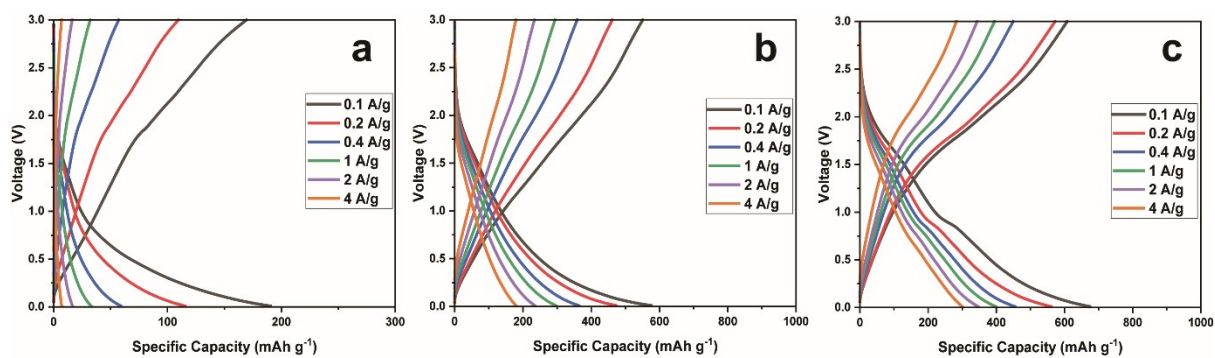 a
Voltage (V)
3.0
2.5
2.0
1.5
1.0
0.5
0.0
0.1 A/g
0.2 A/g
0.4 A/g
1 A/g
2 A/g
4 A/g
0 100 200 300
Specific Capacity (mAh g⁻¹)
b
Voltage (V)
3.0
2.5
2.0
1.5
1.0
0.5
0.0
0.1 A/g
0.2 A/g
0.4 A/g
1 A/g
2 A/g
4 A/g
0 200 400 600 800 1000
Specific Capacity (mAh g⁻¹)
c
Voltage (V)
3.0
2.5
2.0
1.5
1.0
0.5
0.0
0.1 A/g
0.2 A/g
0.4 A/g
1 A/g
2 A/g
4 A/g
0 200 400 600 800 1000
Specific Capacity (mAh g⁻¹)